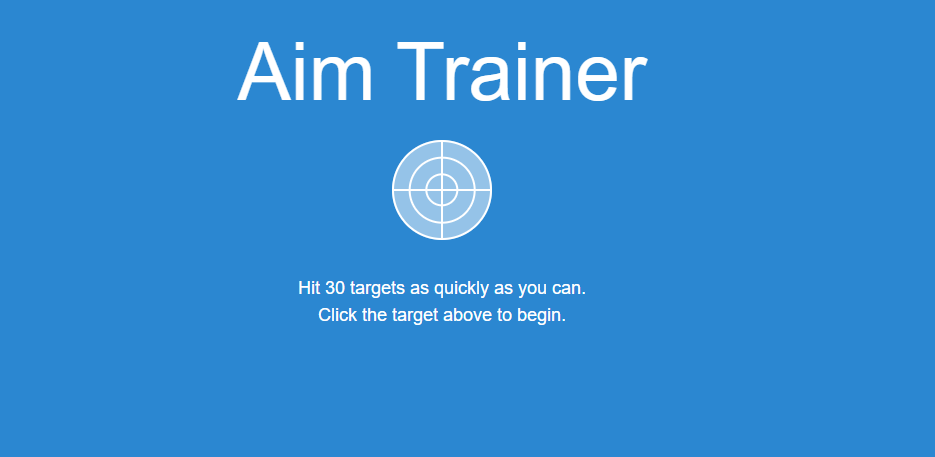 Aim Trainer
Hit 30 targets as quickly as you can.
Click the target above to begin.